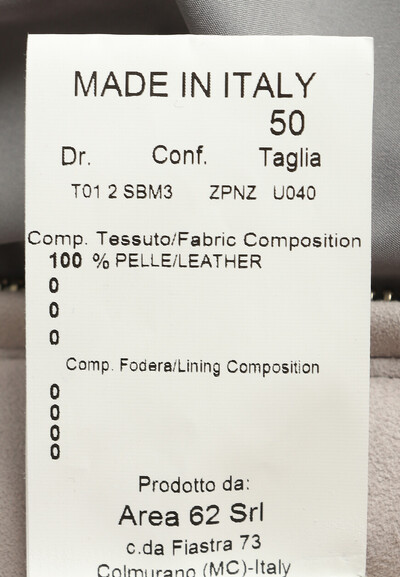 MADE IN ITALY
50
Dr. Conf. Taglia
T01 2 SBM3 ZPNZ U040
Comp. Tessuto/Fabric Composition
100 % PELLE/LEATHER
0
0
0
Comp. Fodera/Lining Composition
0
0
0
0
Prodotto da:
Area 62 Srl
c.da Fiastra 73
Colmurano (MC)-Italy